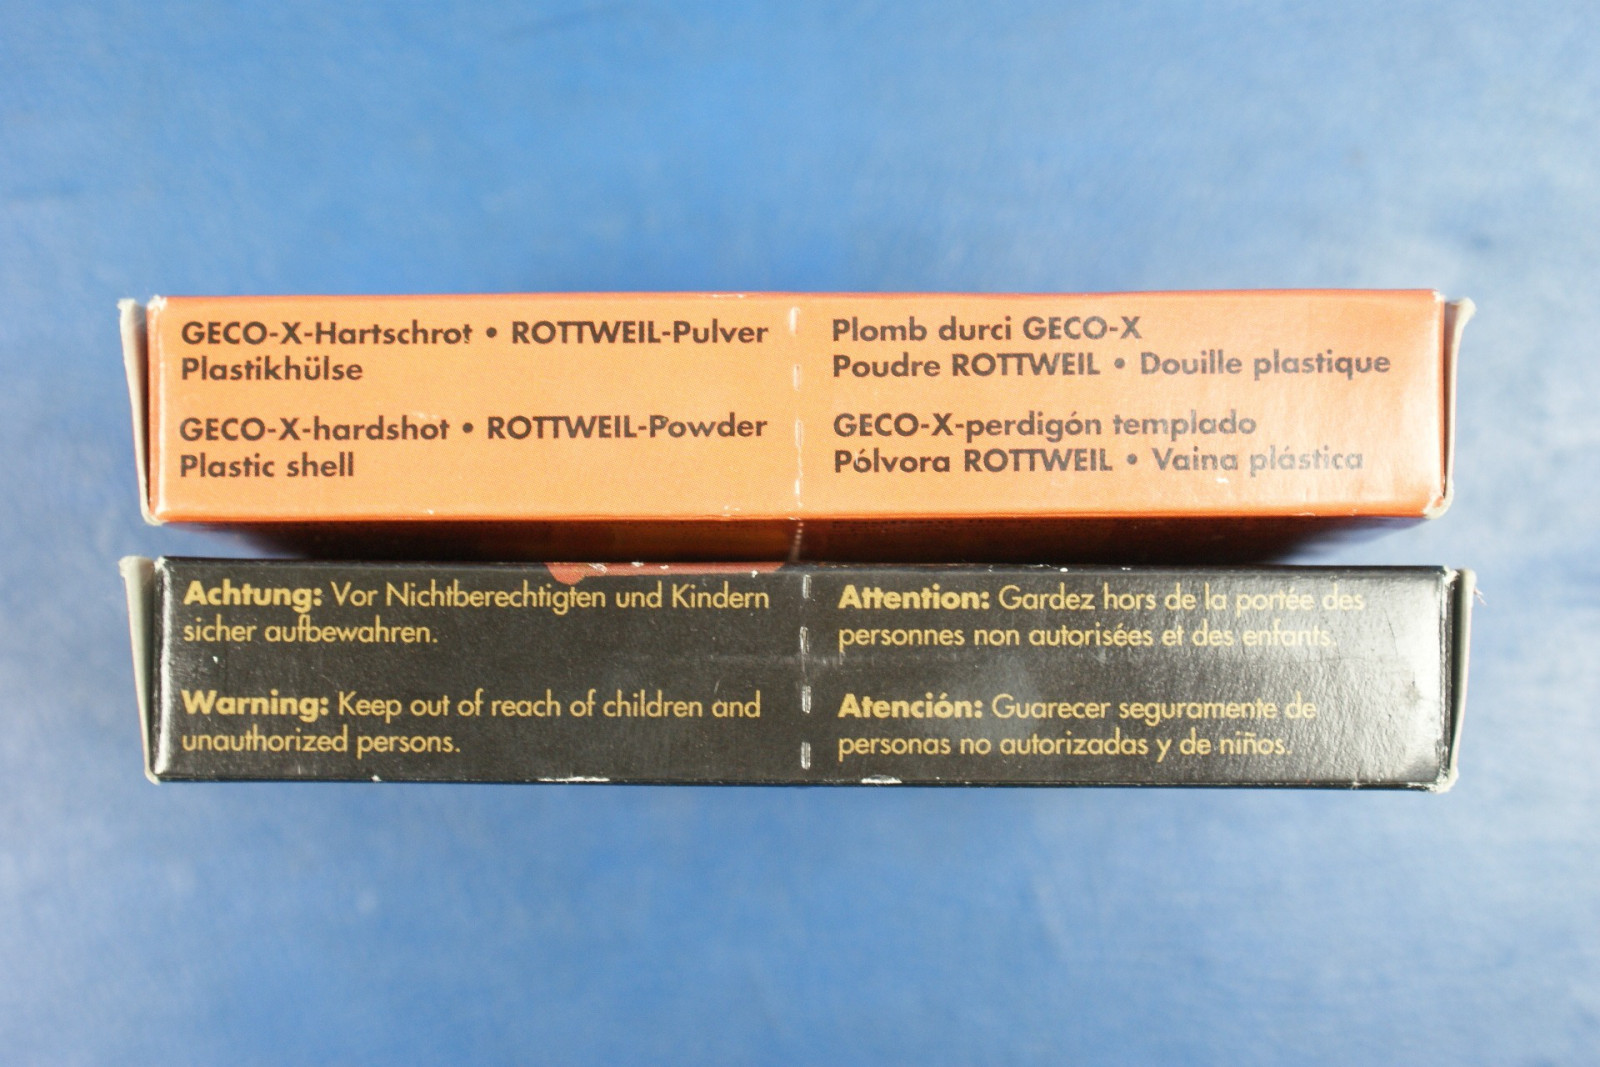 GECO-X-Hartschrot • ROTTWEIL-Pulver
Plastikhülse
GECO-X-hardshot • ROTTWEIL-Powder
Plastic shell
Plomb durci GECO-X
Poudre ROTTWEIL • Douille plastique
GECO-X-perdigón templado
Pólvora ROTTWEIL • Vaina plástica
Achtung: Vor Nichtberechtigten und Kindern
sicher aufbewahren.
Warning: Keep out of reach of children and
unauthorized persons.
Attention: Gardez hors de la portée des
personnes non autorisées et des enfants.
Atención: Guarecer seguramente de
personas no autorizadas y de niños.